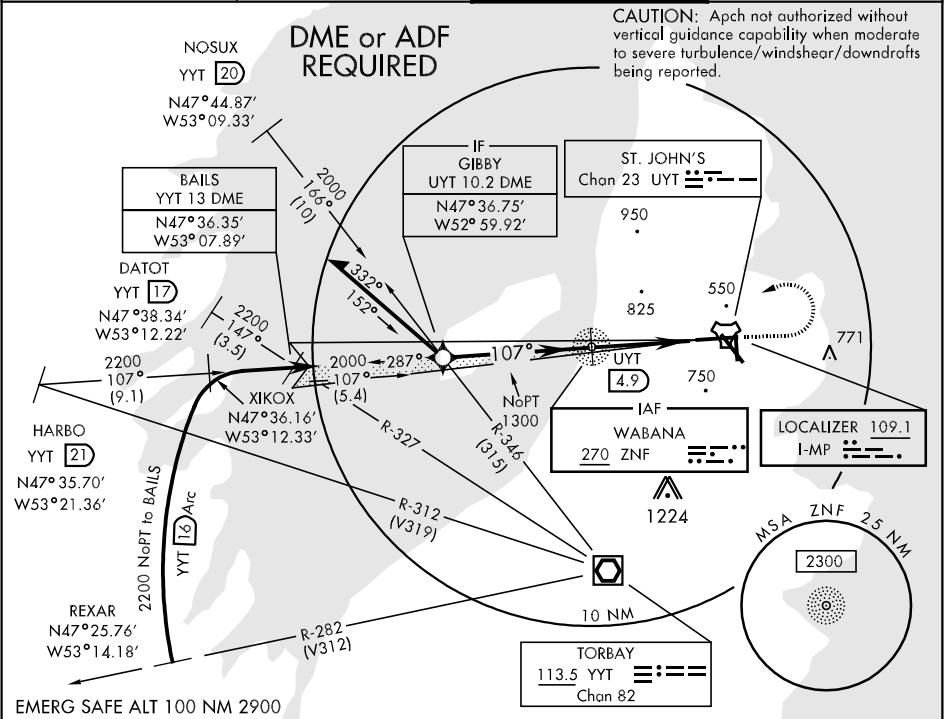 CAUTION: Apch not authorized without
vertical guidance capability when moderate
to severe turbulence/windshear/downdrafts
being reported.
DME or ADF
REQUIRED
NOSUX
YYT 20
N47°44.87'
W53°09.33'
2000
166°
(10)
IF
GIBBY
UYT 10.2 DME
N47°36.75'
W52°59.92'
ST. JOHN'S
Chan 23 UYT
BAILS
YYT 13 DME
N47°36.35'
W53°07.89'
950
825
550
771
750
DATOT
YYT 17
N47°38.34'
W53°12.22'
2200
147°
(3.5)
332°
152°
2200
107°
(9.1)
2000
287°
107°
(5.4)
107°
UYT
4.9
NoPT
1300
XIKOX
N47°36.16'
W53°12.33'
HARBO
YYT 21
N47°35.70'
W53°21.36'
R-327
R-346
(315)
R-312
(V319)
IAF
WABANA
270 ZNF
LOCALIZER 109.1
I-MP
1224
2200 NoPT to BAILS
YYT 16 Arc
MSA ZNF 25 NM
2300
REXAR
N47°25.76'
W53°14.18'
R-282
(V312)
10 NM
TORBAY
113.5 YYT
Chan 82
EMERG SAFE ALT 100 NM 2900